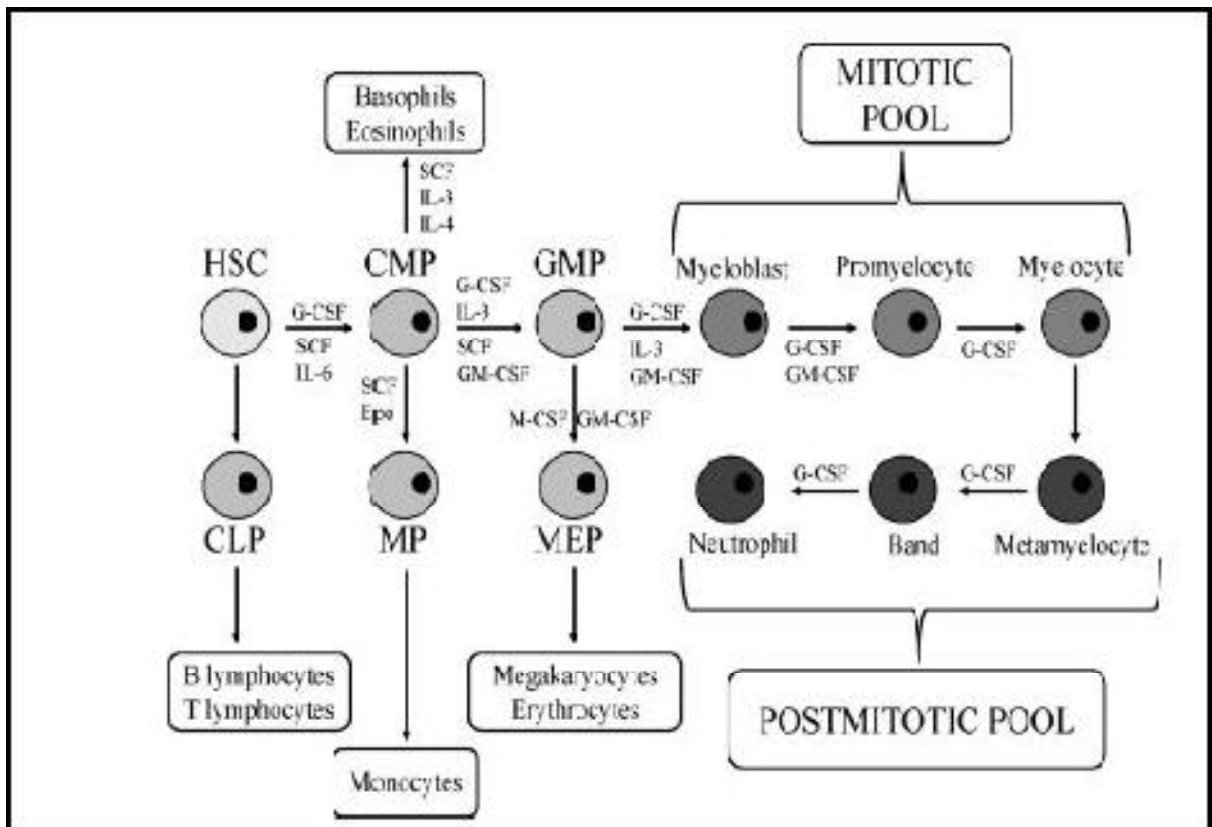 MITOTIC
POOL
Basophils
Eosinophils
SCF
IL-3
IL-4
HSC
CMP
GMP
Myeloblast
Promyelocyte
Myelocyte
G-CSF
SCF
IL-6
G-CSF
IL-3
SCF
GM-CSF
G-CSF
IL-3
GM-CSF
G-CSF
GM-CSF
G-CSF
SCF
Epo
M-CSF GM-CSF
G-CSF
G-CSF
CLP
MP
MEP
Neutrophil
Band
Metamyelocyte
B lymphocytes
T lymphocytes
Megakaryocytes
Erythrocytes
POSTMITOTIC POOL
Monocytes